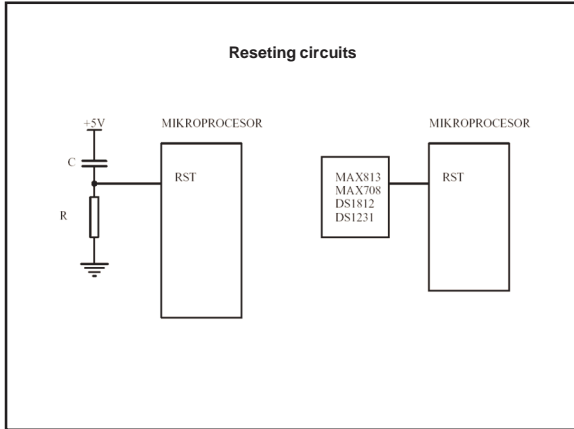 Reseting circuits
+5V
MIKROPROCESOR
C
RST
R
MIKROPROCESOR
MAX813
MAX708
DS1812
DS1231
RST